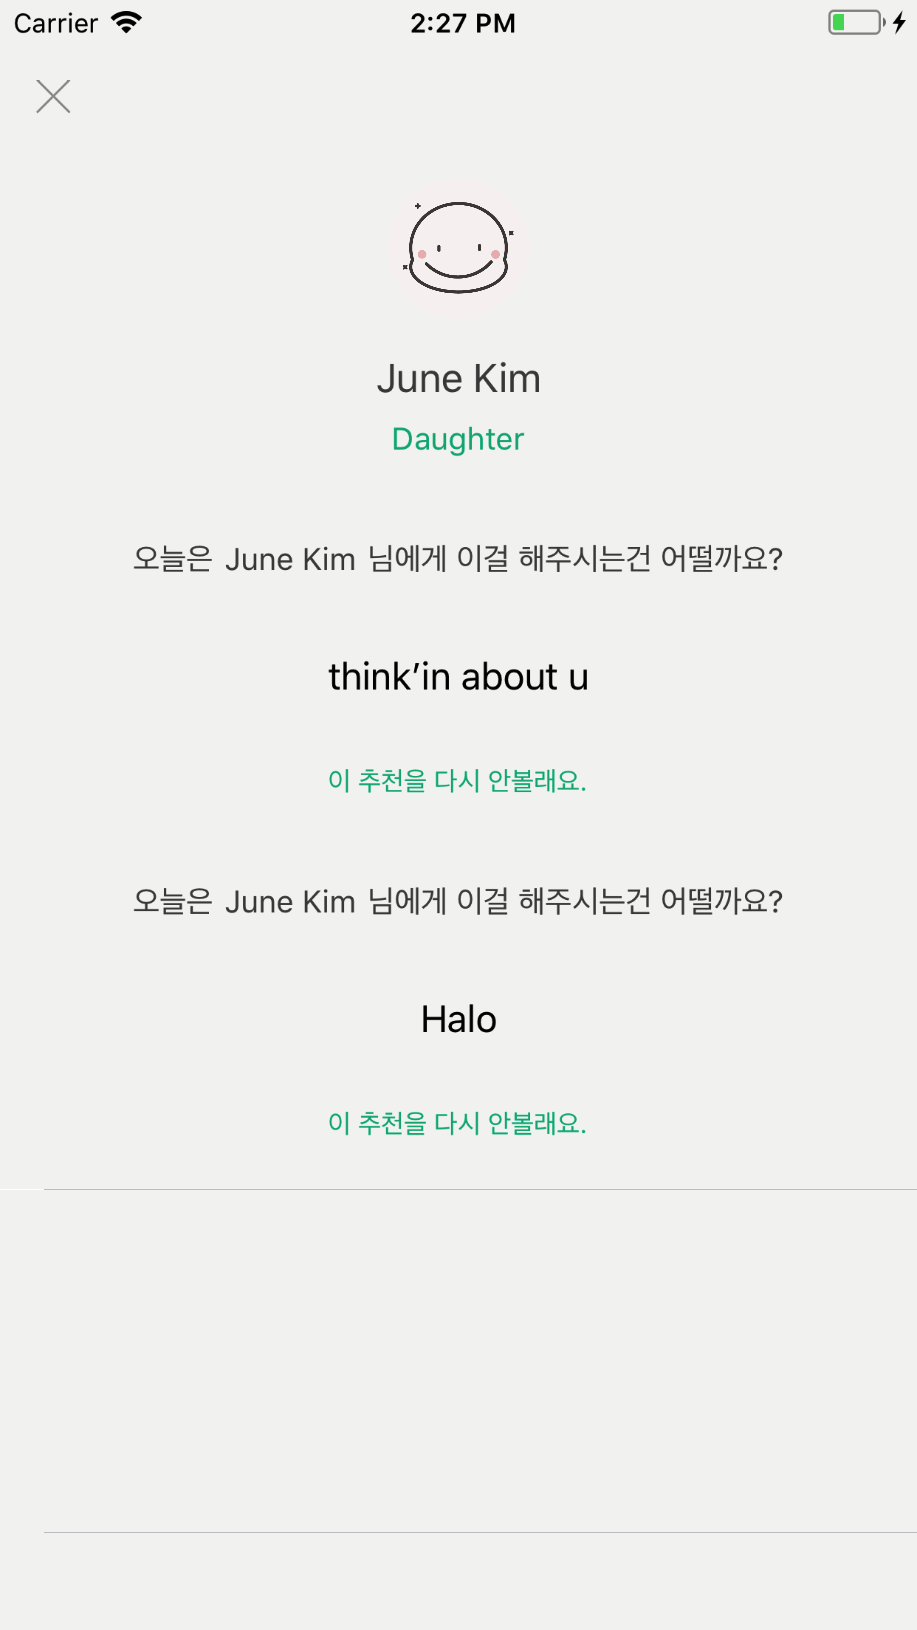 Carrier 2:27 PM
June Kim
Daughter
오늘은 June Kim 님에게 이걸 해주시는건 어떨까요?
think’in about u
이 추천을 다시 안볼래요.
오늘은 June Kim 님에게 이걸 해주시는건 어떨까요?
Halo
이 추천을 다시 안볼래요.